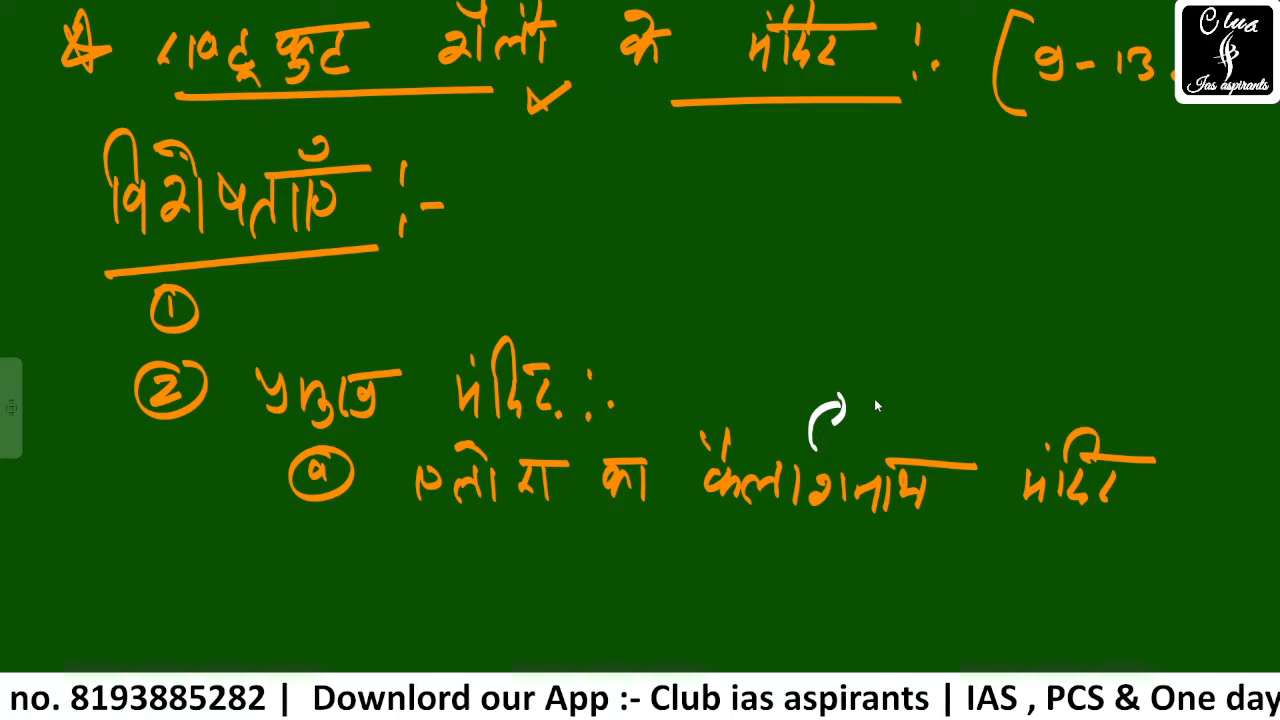 राष्ट्रकुट शैली के मंदिर :- [ 9 - 13
Club
Ias aspirants
विशेषताएँ :-
①
② प्रमुख मंदिर :-
ⓐ एलोरा का कैलाशनाथ मंदिर
no. 8193885282 | Downlord our App :- Club ias aspirants | IAS , PCS & One day